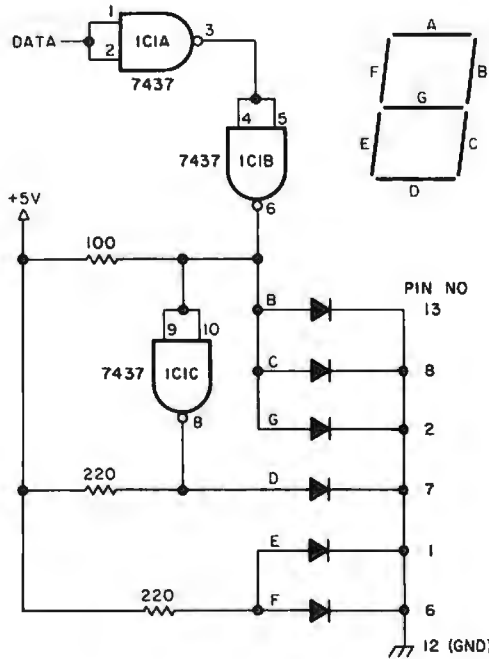 1
DATA
2
IC1A
3
7437
A
F
B
G
E
C
D
4
5
7437
IC1B
6
+5V
100
PIN NO
B
13
9
10
7437
IC1C
C
8
8
G
2
220
D
7
E
1
220
F
6
12 (GND)